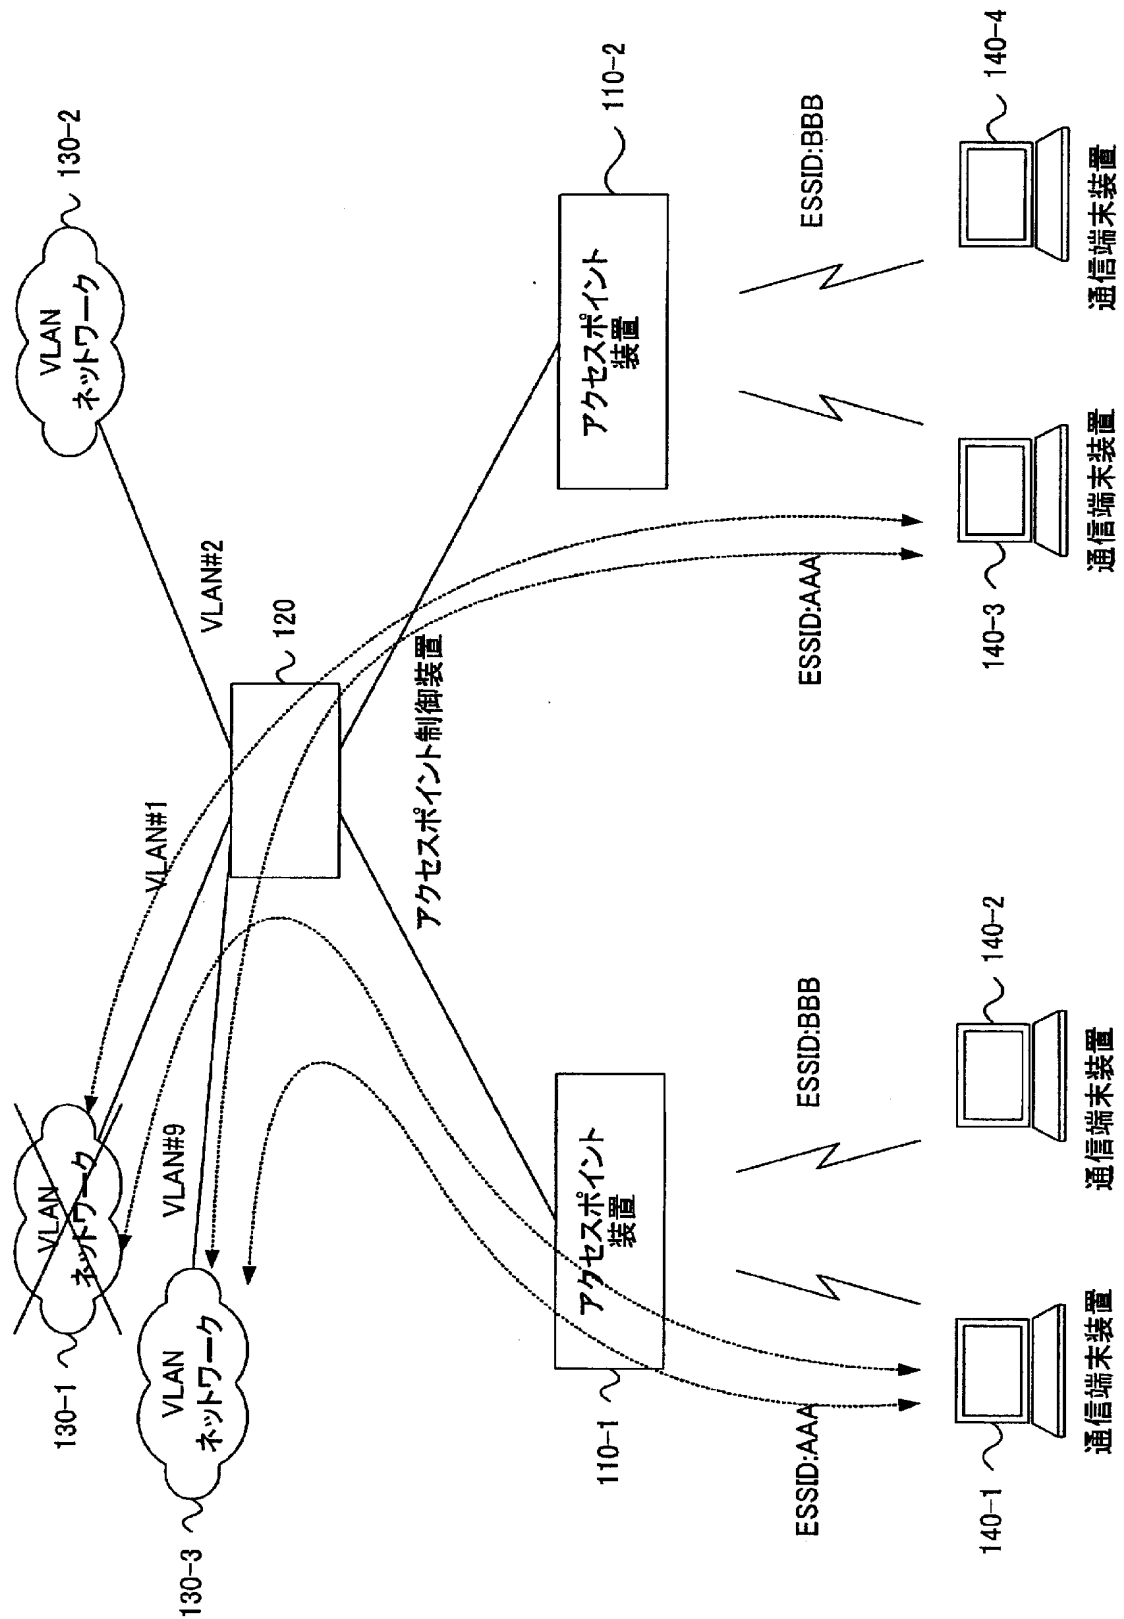 130-1
VLAN
ネットワーク
130-2
VLAN
ネットワーク
130-3
VLAN
ネットワーク
VLAN#9
VLAN#1
VLAN#2
120
アクセスポイント制御装置
110-1
アクセスポイント
装置
110-2
アクセスポイント
装置
ESSID:AAA
ESSID:BBB
ESSID:AAA
ESSID:BBB
140-1
140-2
140-3
140-4
通信端末装置
通信端末装置
通信端末装置
通信端末装置